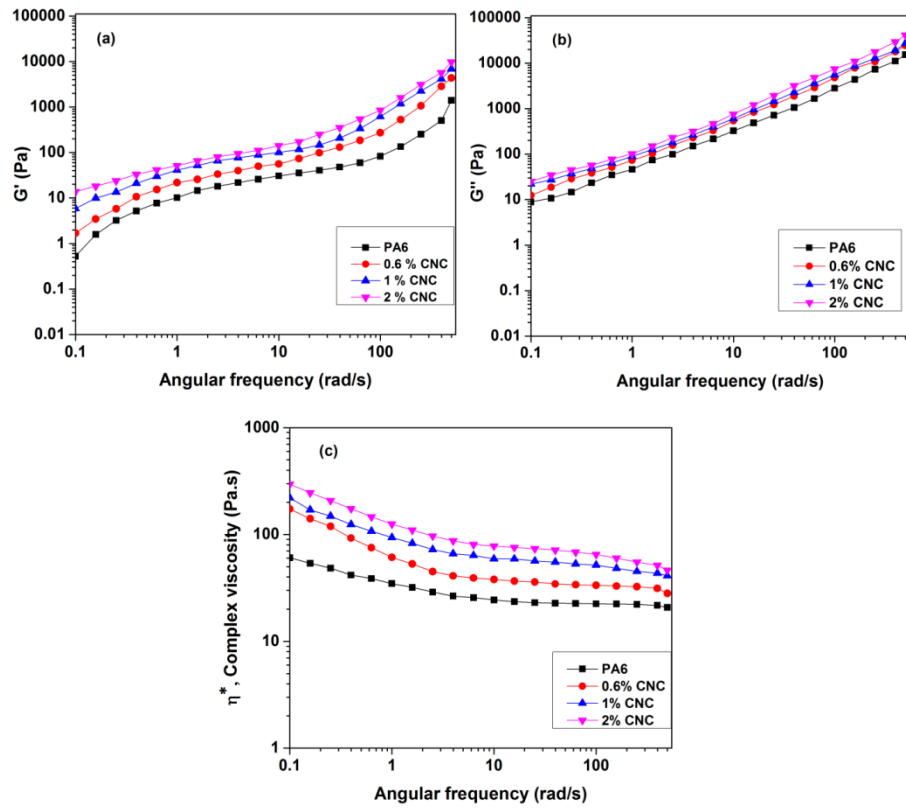 (a)
G' (Pa)
100000
10000
1000
100
10
1
0.1
0.01
PA6
0.6 % CNC
1 % CNC
2 % CNC
0.1 1 10 100
Angular frequency (rad/s)
(b)
G'' (Pa)
100000
10000
1000
100
10
1
0.1
0.01
PA6
0.6% CNC
1% CNC
2% CNC
0.1 1 10 100
Angular frequency (rad/s)
(c)
η*, Complex viscosity (Pa.s)
1000
100
10
1
PA6
0.6% CNC
1% CNC
2% CNC
0.1 1 10 100
Angular frequency (rad/s)